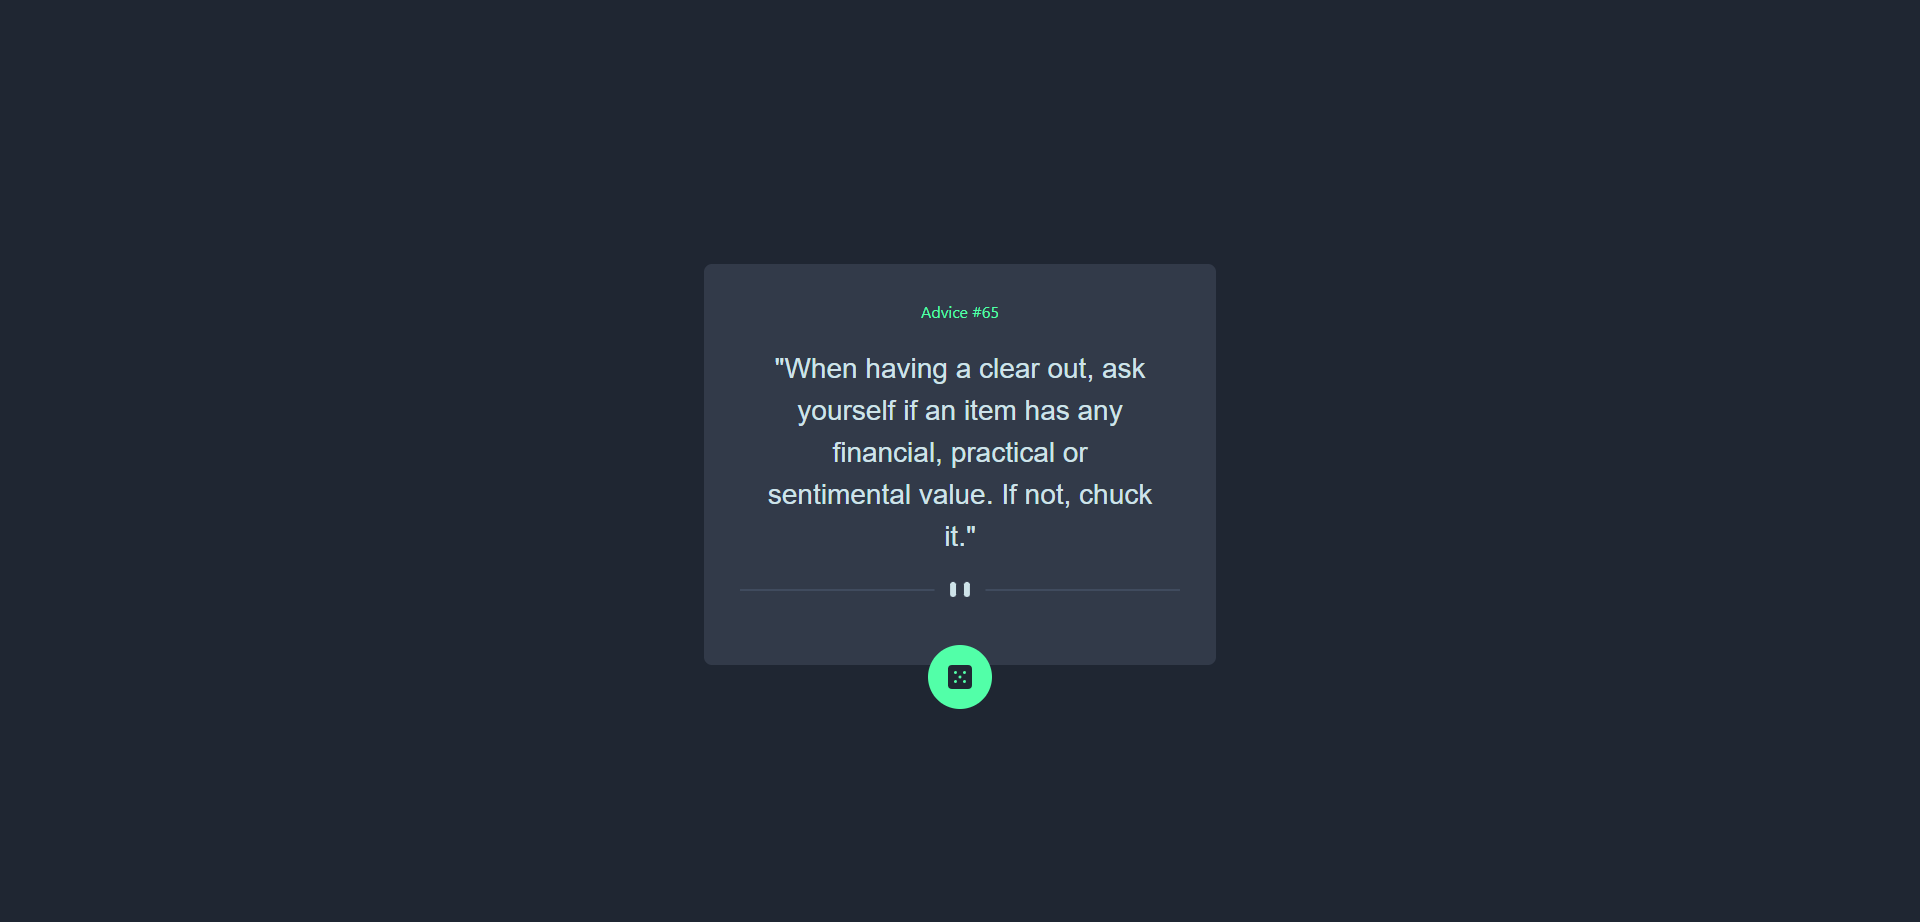 Advice #65
"When having a clear out, ask
yourself if an item has any
financial, practical or
sentimental value. If not, chuck
it."